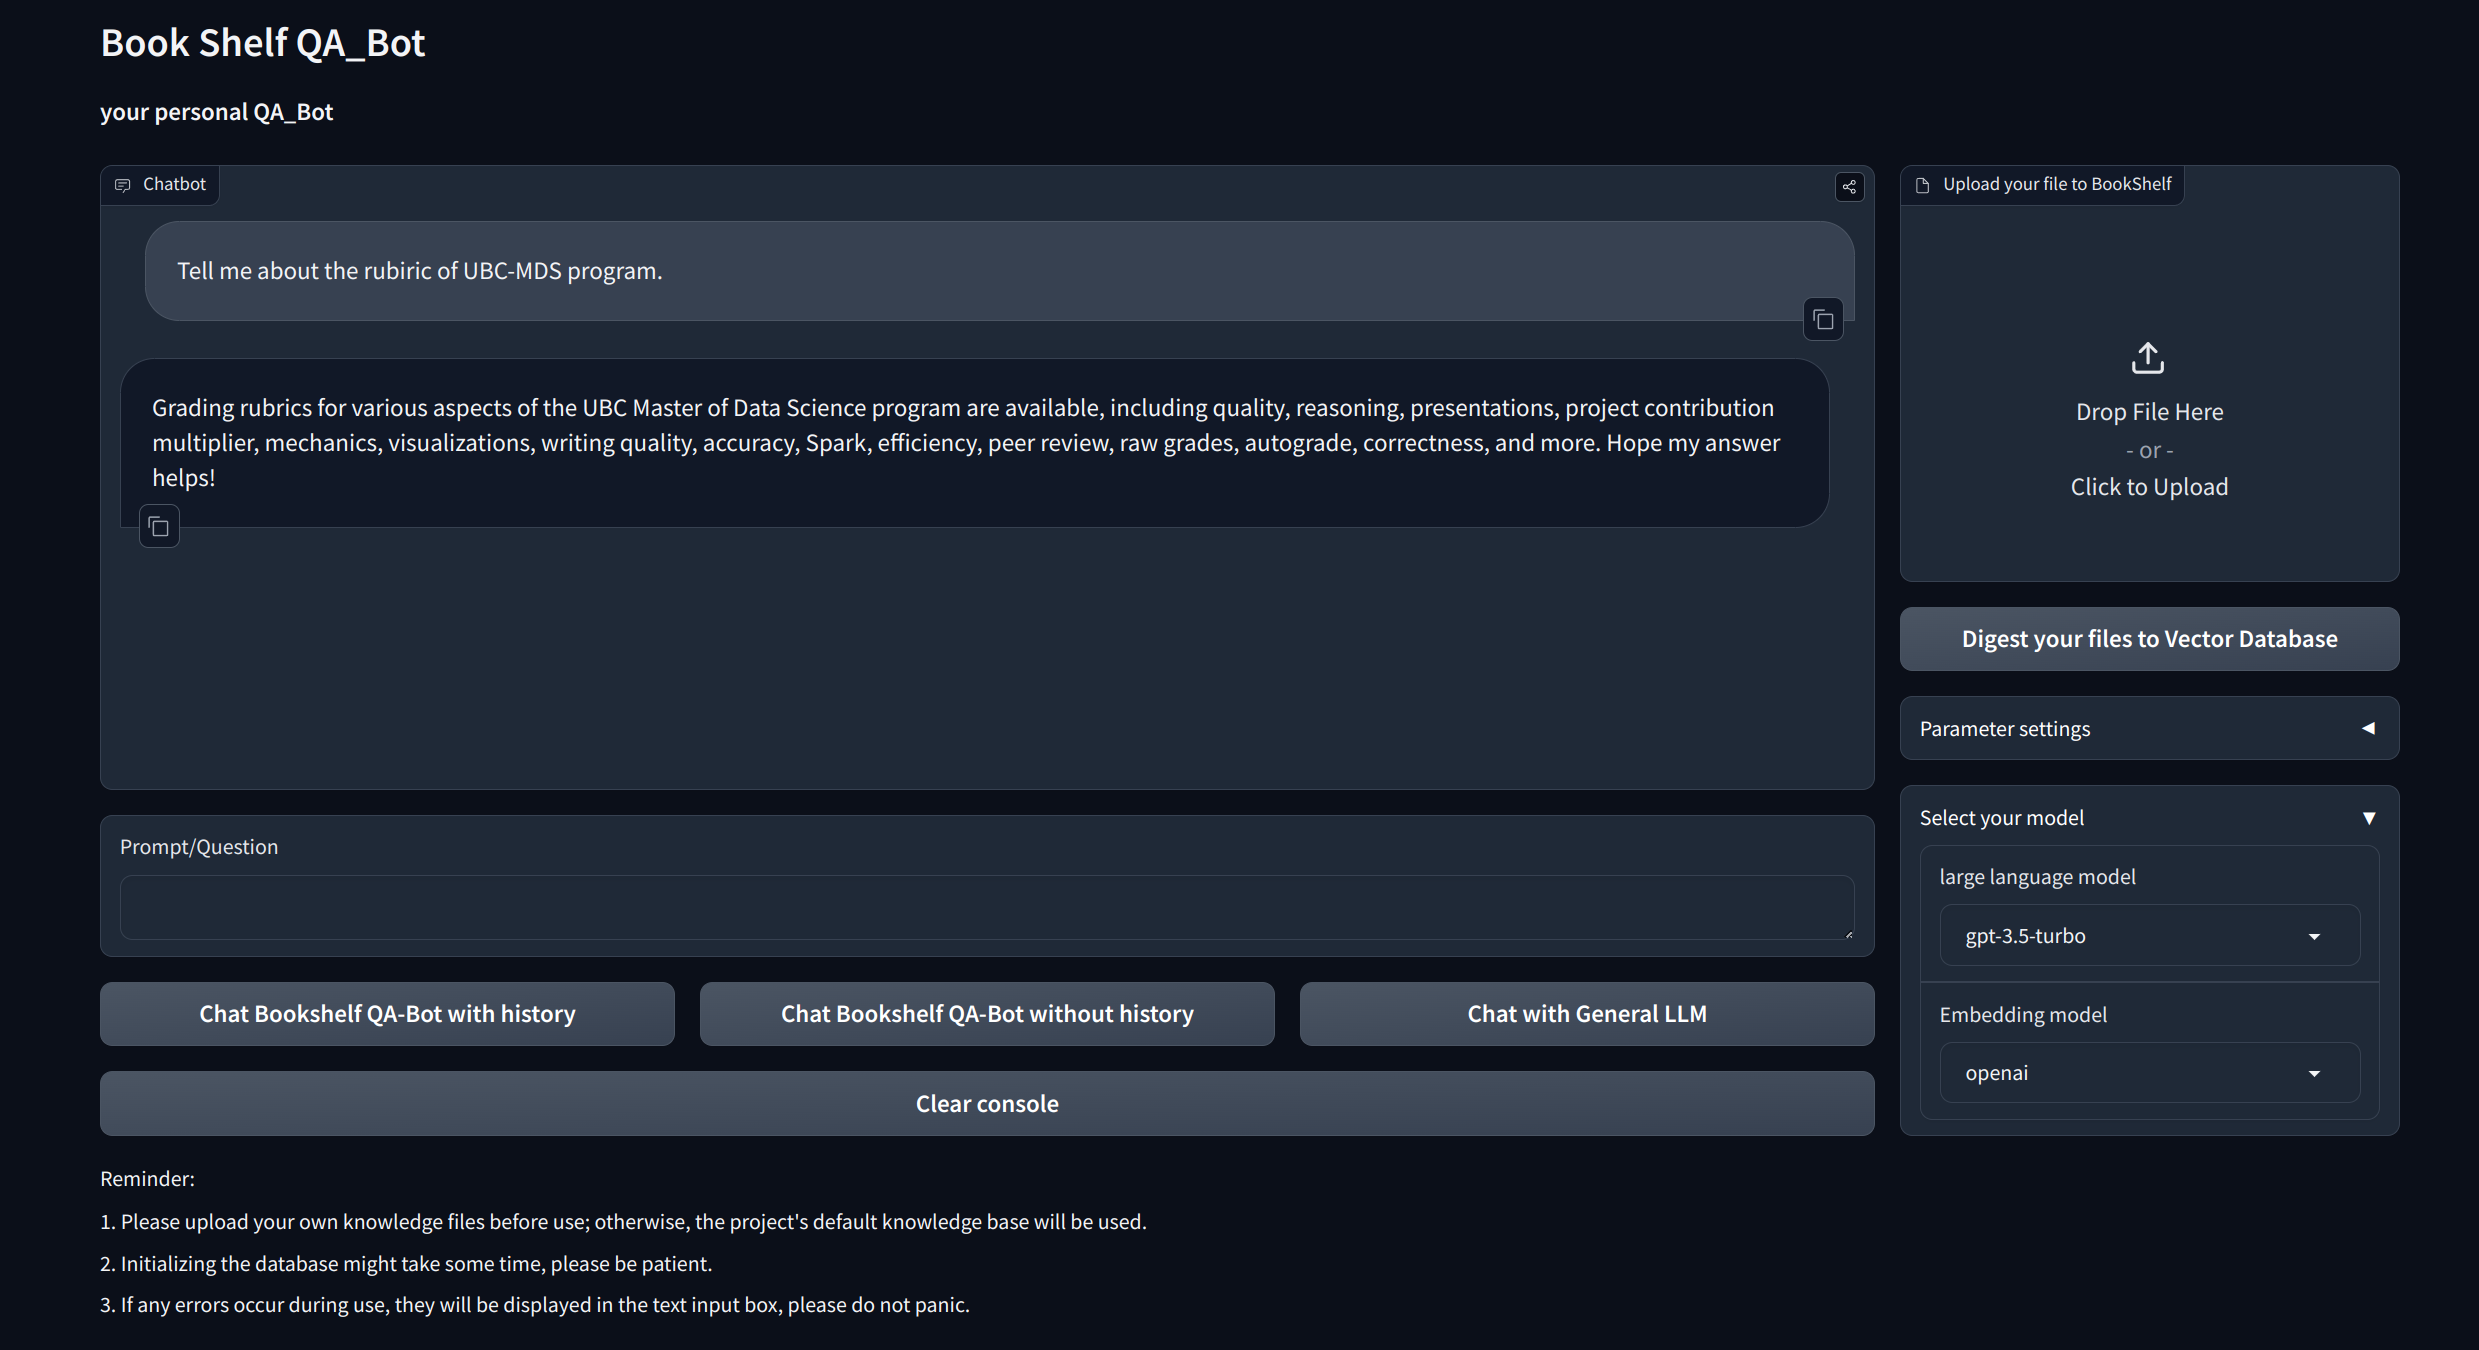 Book Shelf QA_Bot
your personal QA_Bot
Chatbot
Tell me about the rubiric of UBC-MDS program.
Grading rubrics for various aspects of the UBC Master of Data Science program are available, including quality, reasoning, presentations, project contribution
multiplier, mechanics, visualizations, writing quality, accuracy, Spark, efficiency, peer review, raw grades, autograde, correctness, and more. Hope my answer
helps!
Prompt/Question
Chat Bookshelf QA-Bot with history
Chat Bookshelf QA-Bot without history
Chat with General LLM
Clear console
Upload your file to BookShelf
Drop File Here
- or -
Click to Upload
Digest your files to Vector Database
Parameter settings
Select your model
large language model
gpt-3.5-turbo
Embedding model
openai
Reminder:
1. Please upload your own knowledge files before use; otherwise, the project's default knowledge base will be used.
2. Initializing the database might take some time, please be patient.
3. If any errors occur during use, they will be displayed in the text input box, please do not panic.